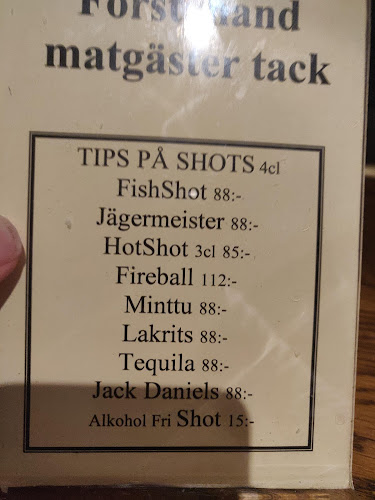 matgäster tack
TIPS PÅ SHOTS 4cl
FishShot 88:-
Jägermeister 88:-
HotShot 3cl 85:-
Fireball 112:-
Minttu 88:-
Lakrits 88:-
Tequila 88:-
Jack Daniels 88:-
Alkohol Fri Shot 15:-